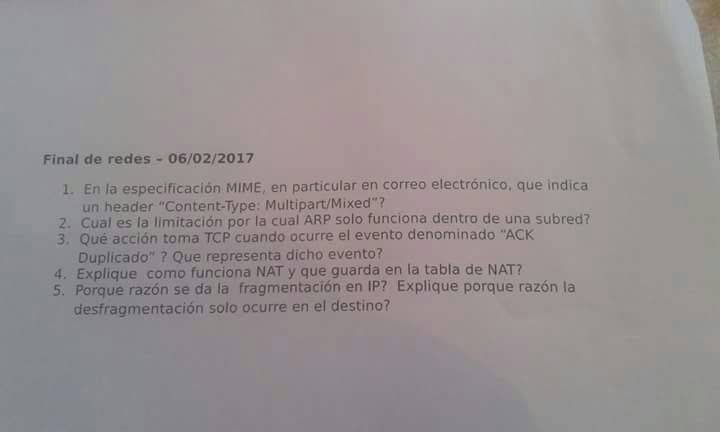 Final de redes – 06/02/2017
1. En la especificación MIME, en particular en correo electrónico, que indica
un header "Content-Type: Multipart/Mixed"?
2. Cual es la limitación por la cual ARP solo funciona dentro de una subred?
3. Qué acción toma TCP cuando ocurre el evento denominado "ACK
Duplicado" ? Que representa dicho evento?
4. Explique como funciona NAT y que guarda en la tabla de NAT?
5. Porque razón se da la fragmentación en IP? Explique porque razón la
desfragmentación solo ocurre en el destino?